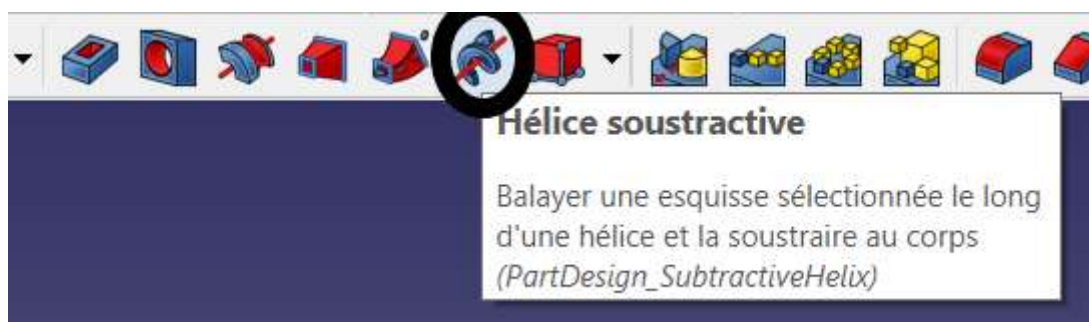 Hélice soustractive
Balayer une esquisse sélectionnée le long
d'une hélice et la soustraire au corps
(PartDesign_SubtractiveHelix)